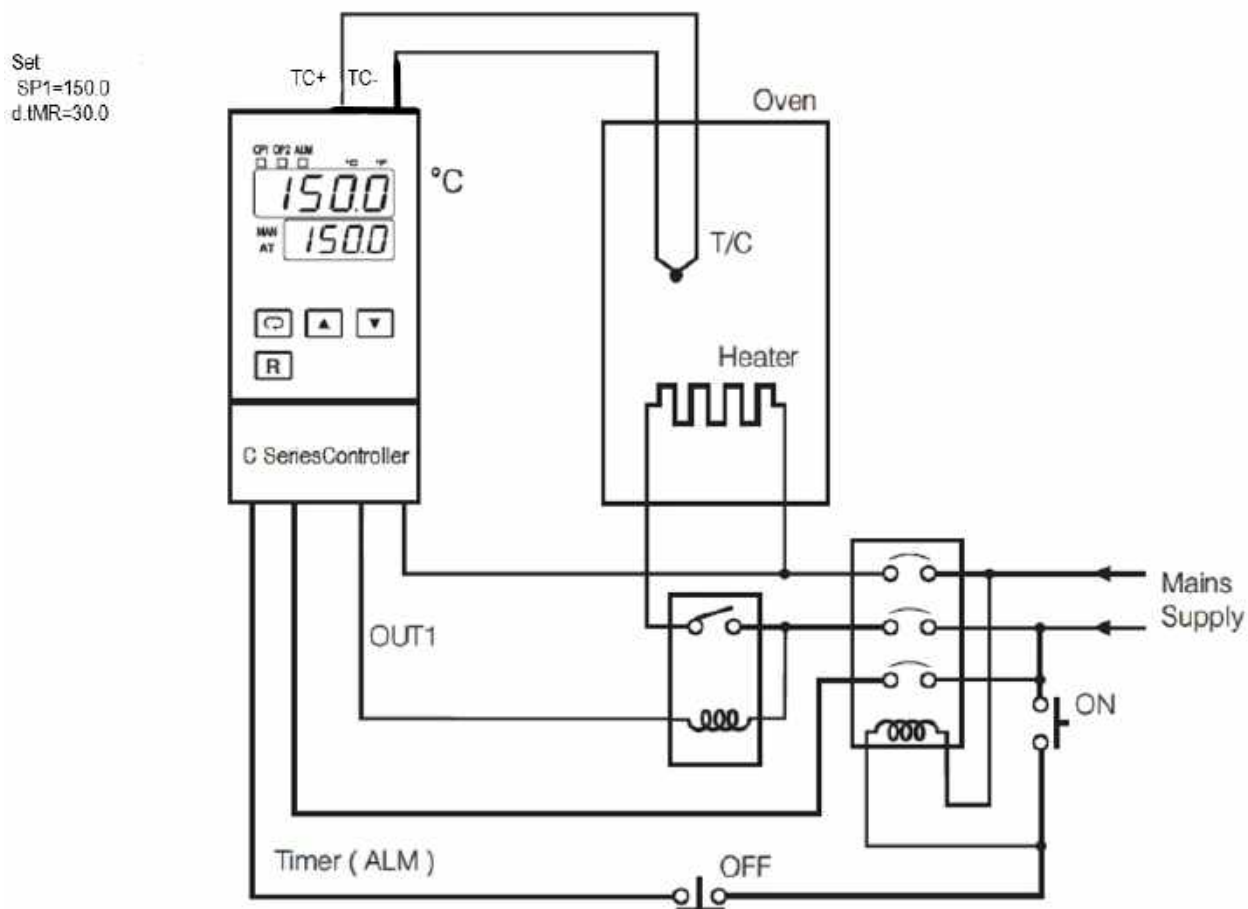 Set
SP1=150.0
d.tMR=30.0
TC+ TC-
Oven
OP1 OP2 ALM °C °F
150.0
°C
MAN
AT
150.0
T/C
Heater
R
C SeriesController
Mains
Supply
OUT1
ON
Timer ( ALM )
OFF